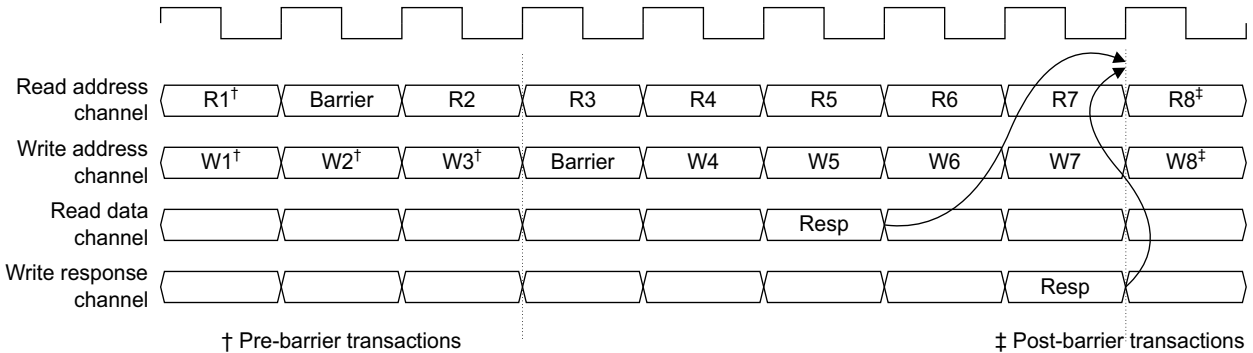 Read address
channel
R1† Barrier R2 R3 R4 R5 R6 R7 R8‡
Write address
channel
W1† W2† W3† Barrier W4 W5 W6 W7 W8‡
Read data
channel
Resp
Write response
channel
Resp
† Pre-barrier transactions
‡ Post-barrier transactions